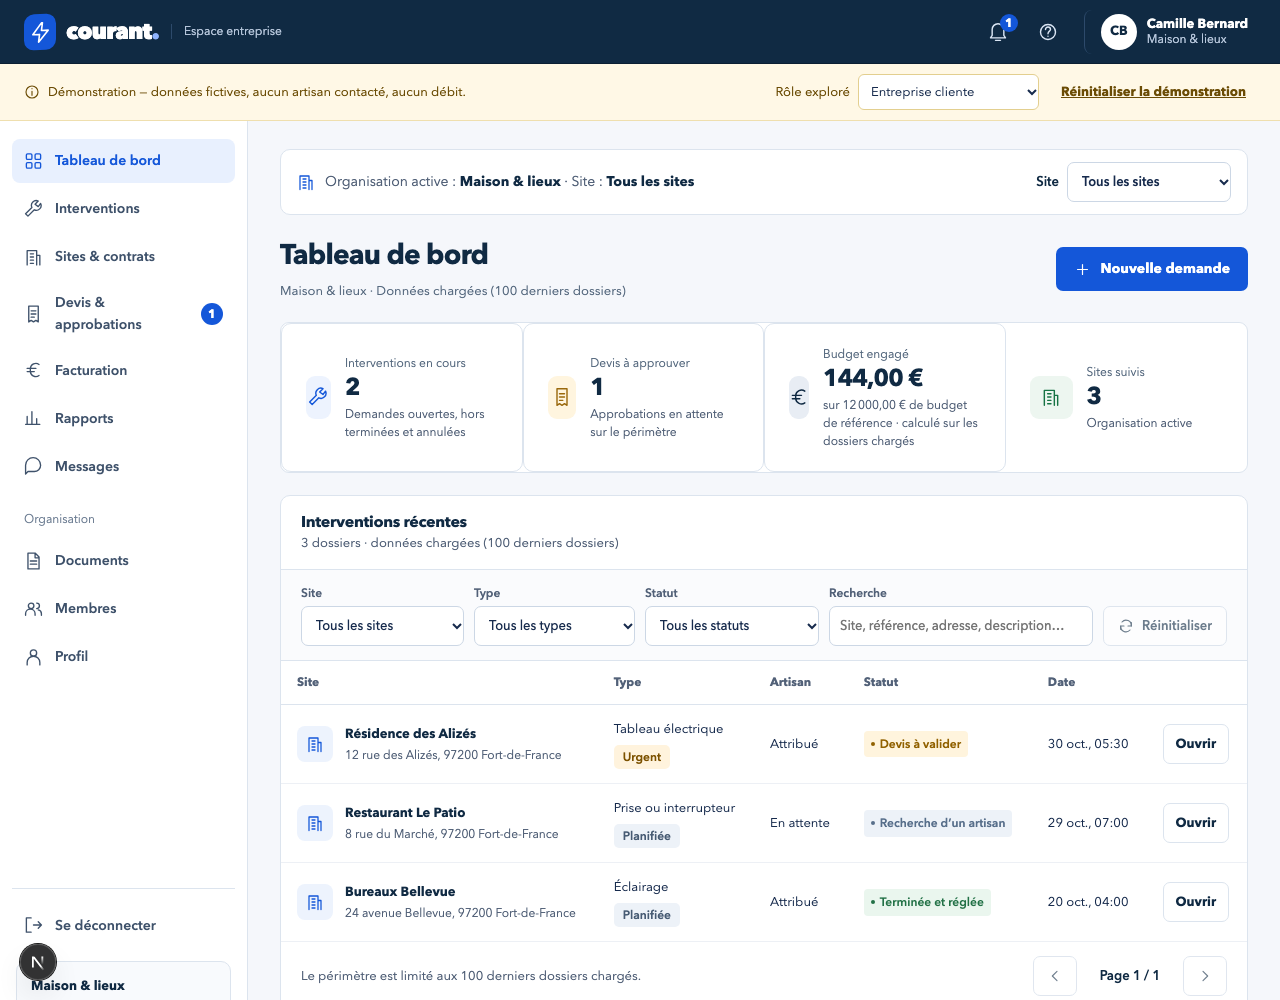 courant.
Espace entreprise
1
CB
Camille Bernard
Maison & lieux
Démonstration – données fictives, aucun artisan contacté, aucun débit.
Rôle exploré
Entreprise cliente
Réinitialiser la démonstration
Tableau de bord
Interventions
Sites & contrats
Devis &
approbations
1
Facturation
Rapports
Messages
Organisation
Documents
Membres
Profil
Se déconnecter
N
Maison & lieux
Organisation active : Maison & lieux · Site : Tous les sites
Site
Tous les sites
Tableau de bord
Maison & lieux · Données chargées (100 derniers dossiers)
Nouvelle demande
Interventions en cours
2
Demandes ouvertes, hors
terminées et annulées
Devis à approuver
1
Approbations en attente
sur le périmètre
€
Budget engagé
144,00 €
sur 12 000,00 € de budget
de référence · calculé sur les
dossiers chargés
Sites suivis
3
Organisation active
Interventions récentes
3 dossiers · données chargées (100 derniers dossiers)
Site
Type
Statut
Recherche
Tous les sites
Tous les types
Tous les statuts
Site, référence, adresse, description...
Réinitialiser
Site
Type
Artisan
Statut
Date
Résidence des Alizés
12 rue des Alizés, 97200 Fort-de-France
Tableau électrique
Urgent
Attribué
• Devis à valider
30 oct., 05:30
Ouvrir
Restaurant Le Patio
8 rue du Marché, 97200 Fort-de-France
Prise ou interrupteur
Planifiée
En attente
• Recherche d’un artisan
29 oct., 07:00
Ouvrir
Bureaux Bellevue
24 avenue Bellevue, 97200 Fort-de-France
Éclairage
Planifiée
Attribué
• Terminée et réglée
20 oct., 04:00
Ouvrir
Le périmètre est limité aux 100 derniers dossiers chargés.
Page 1 / 1